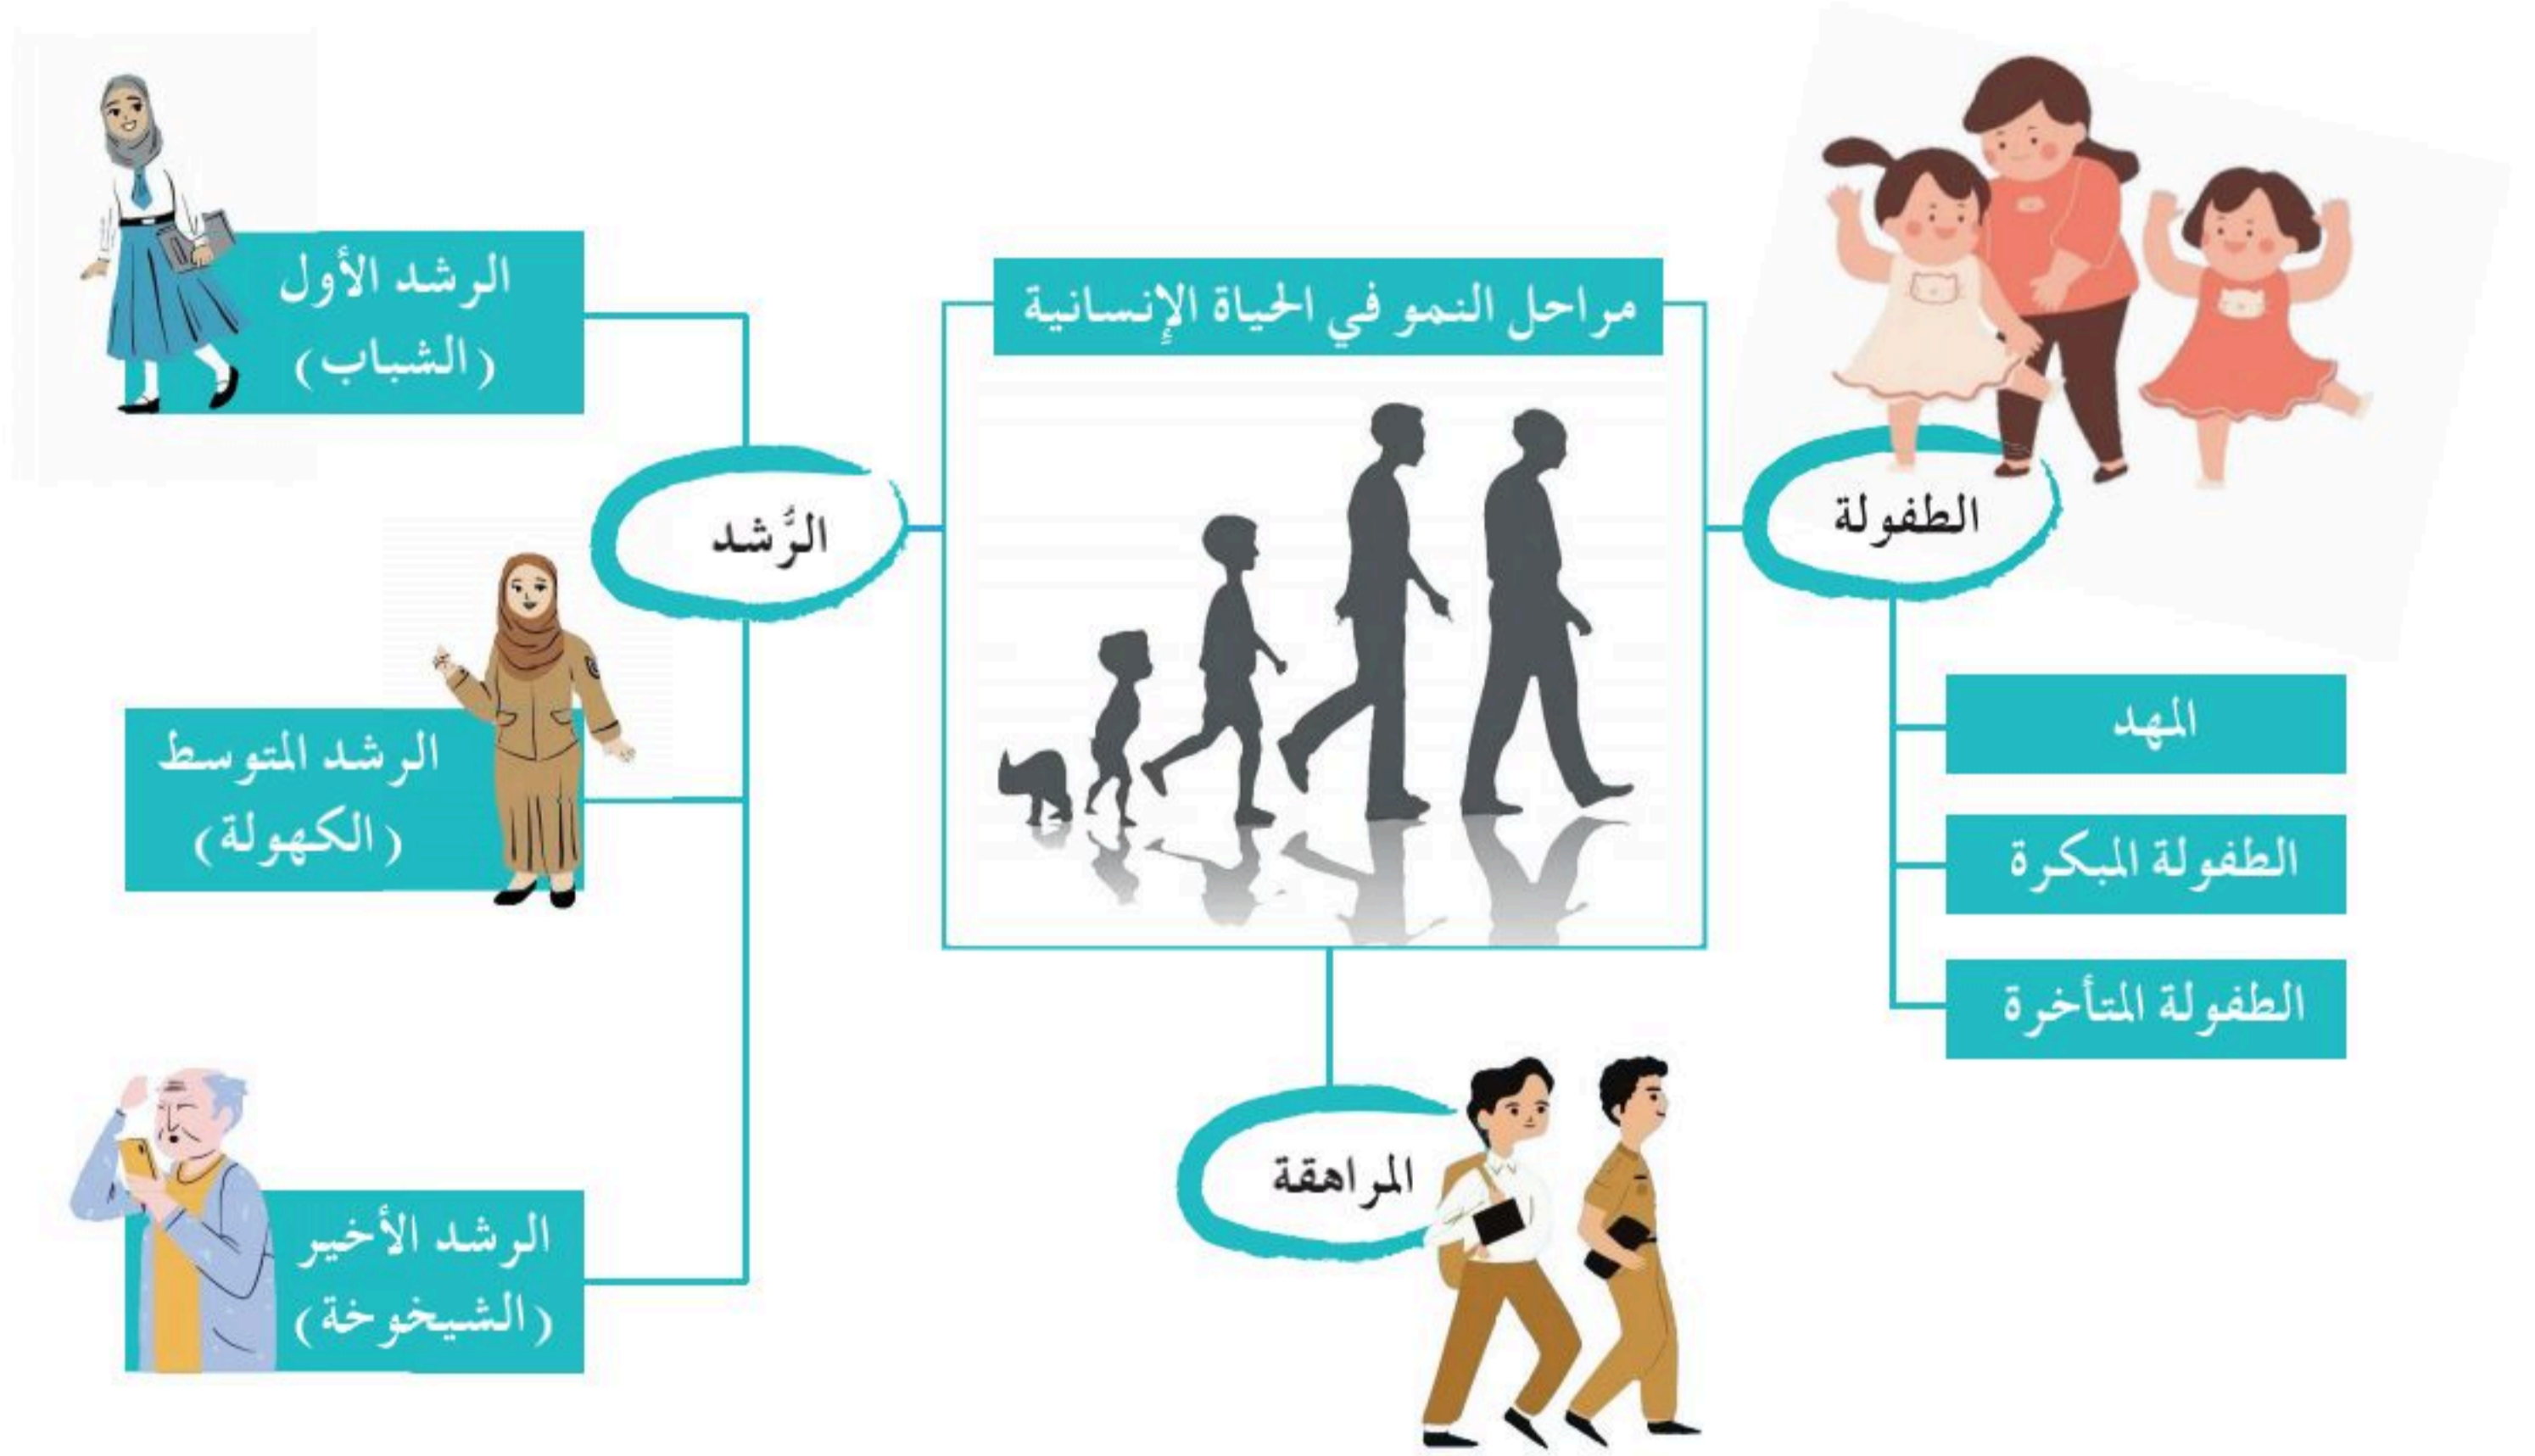 مراحل النمو في الحياة الإنسانية
الطفولة
المهد
الطفولة المبكرة
الطفولة المتأخرة
المراهقة
الرُّشد
الرشد الأول
(الشباب)
الرشد المتوسط
(الكهولة)
الرشد الأخير
(الشيخوخة)